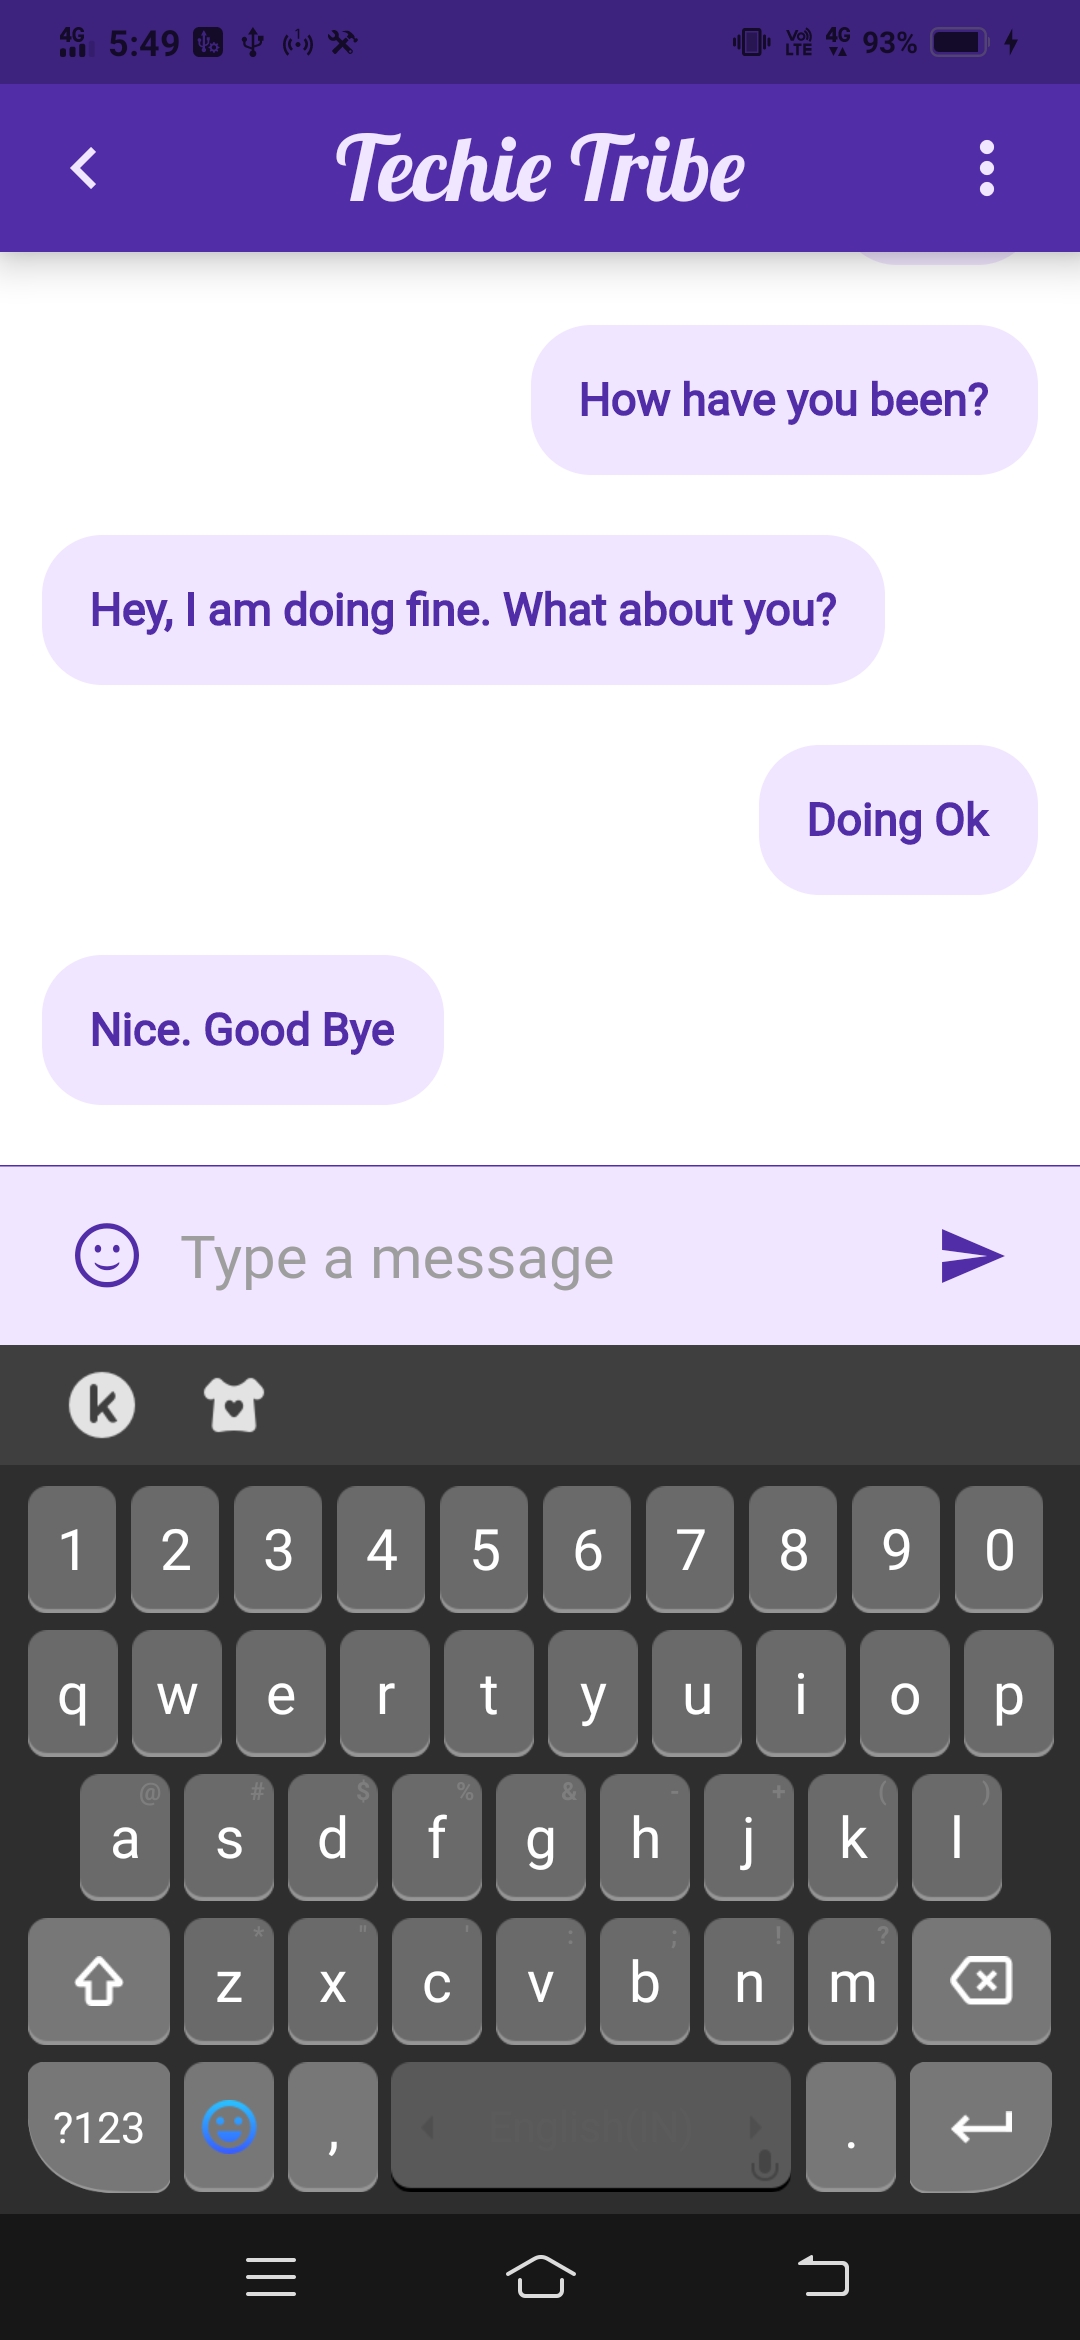 4G 5:49 Vo) LTE 4G 93%
Techie Tribe
How have you been?
Hey, I am doing fine. What about you?
Doing Ok
Nice. Good Bye
Type a message
k
1 2 3 4 5 6 7 8 9 0
q w e r t y u i o p
@ # $ % & - + ( )
a s d f g h j k l
* " ' : ; ! ?
z x c v b n m
?123 , English(IN) .